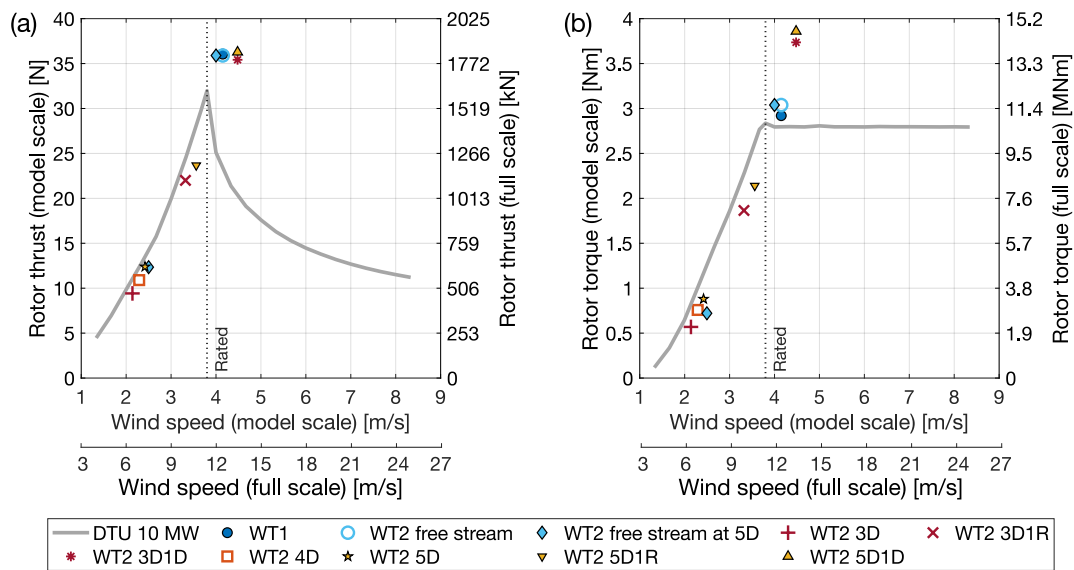 (a)
40
35
30
25
20
15
10
5
0
Rotor thrust (model scale) [N]
2025
1772
1519
1266
1013
759
506
253
0
Rotor thrust (full scale) [kN]
Rated
1 2 3 4 5 6 7 8 9
Wind speed (model scale) [m/s]
3 6 9 12 15 18 21 24 27
Wind speed (full scale) [m/s]
(b)
4
3.5
3
2.5
2
1.5
1
0.5
0
Rotor torque (model scale) [Nm]
15.2
13.3
11.4
9.5
7.6
5.7
3.8
1.9
0
Rotor torque (full scale) [MNm]
Rated
1 2 3 4 5 6 7 8 9
Wind speed (model scale) [m/s]
3 6 9 12 15 18 21 24 27
Wind speed (full scale) [m/s]
DTU 10 MW WT1 WT2 free stream WT2 free stream at 5D WT2 3D WT2 3D1R
WT2 3D1D WT2 4D WT2 5D WT2 5D1R WT2 5D1D